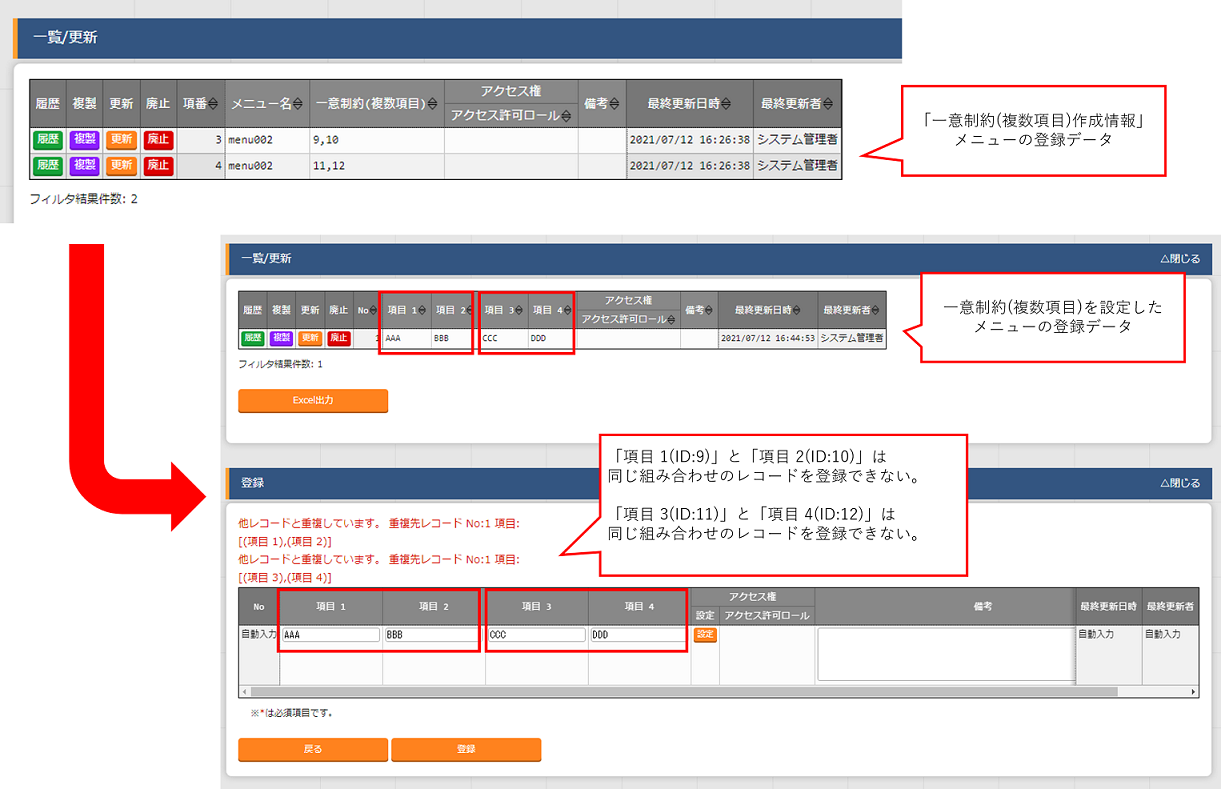 一覧/更新
履歴 複製 更新 廃止 項番 メニュー名 一意制約(複数項目) アクセス権 備考 最終更新日時 最終更新者
アクセス許可ロール
履歴 複製 更新 廃止 3 menu002 9,10 2021/07/12 16:26:38 システム管理者
履歴 複製 更新 廃止 4 menu002 11,12 2021/07/12 16:26:38 システム管理者
フィルタ結果件数: 2
「一意制約(複数項目)作成情報」
メニューの登録データ
一覧/更新 △閉じる
履歴 複製 更新 廃止 No 項目 1 項目 2 項目 3 項目 4 アクセス権 備考 最終更新日時 最終更新者
アクセス許可ロール
履歴 複製 更新 廃止 1 AAA BBB CCC DDD 2021/07/12 16:44:53 システム管理者
フィルタ結果件数: 1
Excel出力
一意制約(複数項目)を設定した
メニューの登録データ
登録 △閉じる
「項目 1(ID:9)」と「項目 2(ID:10)」は
同じ組み合わせのレコードを登録できない。
「項目 3(ID:11)」と「項目 4(ID:12)」は
同じ組み合わせのレコードを登録できない。
他レコードと重複しています。 重複先レコード No:1 項目:
[(項目 1),(項目 2)]
他レコードと重複しています。 重複先レコード No:1 項目:
[(項目 3),(項目 4)]
No 項目 1 項目 2 項目 3 項目 4 アクセス権 備考 最終更新日時 最終更新者
設定 アクセス許可ロール
自動入力 AAA BBB CCC DDD 設定 自動入力 自動入力
※*は必須項目です。
戻る 登録